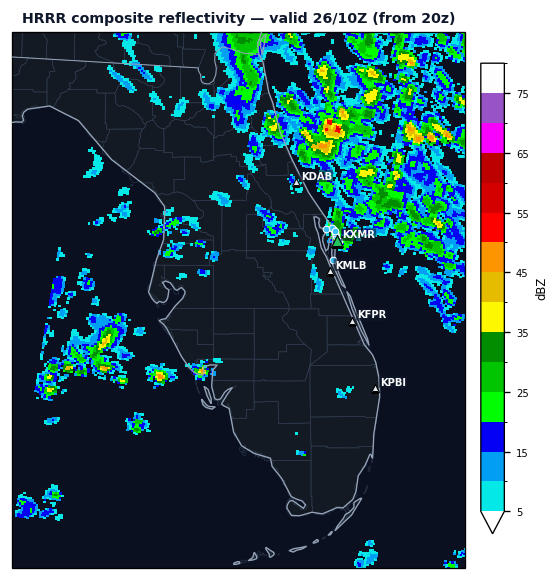 HRRR composite reflectivity — valid 26/10Z (from 20z)
KDAB
KXMR
KMLB
KFPR
KPBI
75
65
55
45
35
25
15
5
dBZ